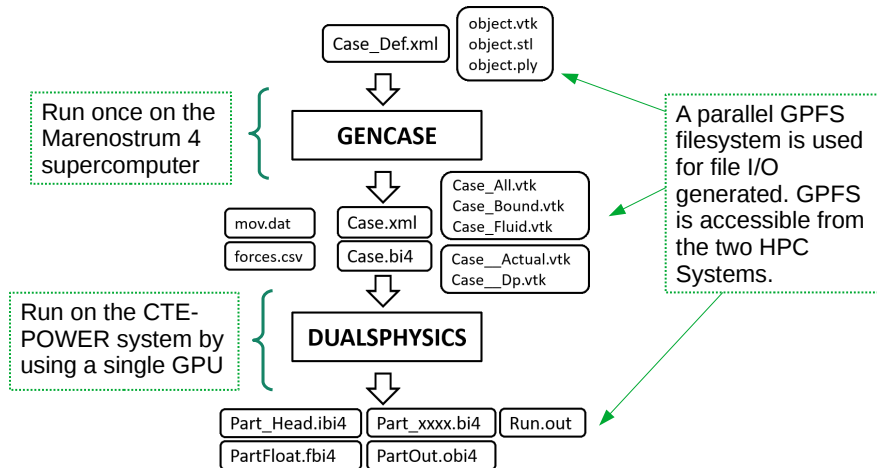 Case_Def.xml
object.vtk
object.stl
object.ply
Run once on the
Marenostrum 4
supercomputer
GENCASE
A parallel GPFS
filesystem is used
for file I/O
generated. GPFS
is accessible from
the two HPC
Systems.
mov.dat
forces.csv
Case.xml
Case.bi4
Case_All.vtk
Case_Bound.vtk
Case_Fluid.vtk
Case__Actual.vtk
Case__Dp.vtk
Run on the CTE-
POWER system by
using a single GPU
DUALSPHYSICS
Part_Head.ibi4
Part_xxxx.bi4
Run.out
PartFloat.fbi4
PartOut.obi4